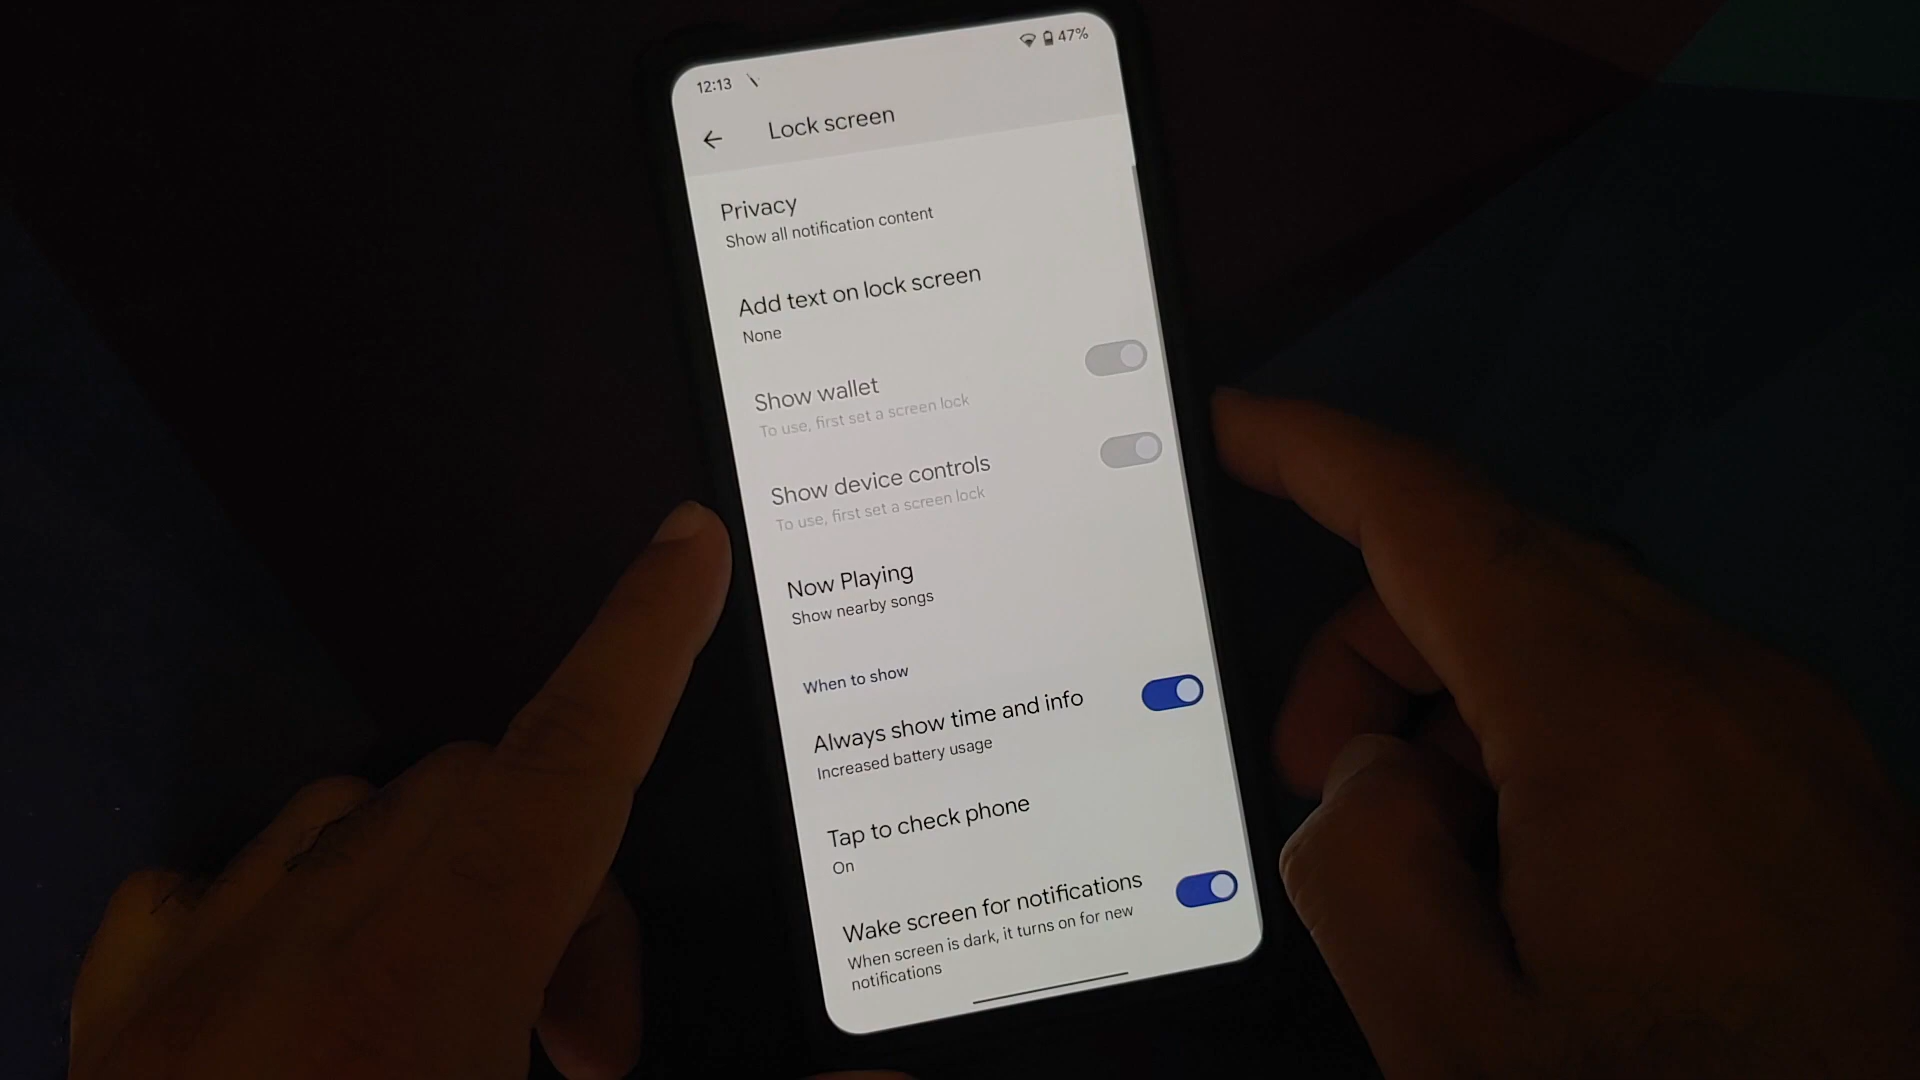 12:13
47%
Lock screen
Privacy
Show all notification content
Add text on lock screen
None
Show wallet
To use, first set a screen lock
Show device controls
To use, first set a screen lock
Now Playing
Show nearby songs
When to show
Always show time and info
Increased battery usage
Tap to check phone
On
Wake screen for notifications
When screen is dark, it turns on for new
notifications